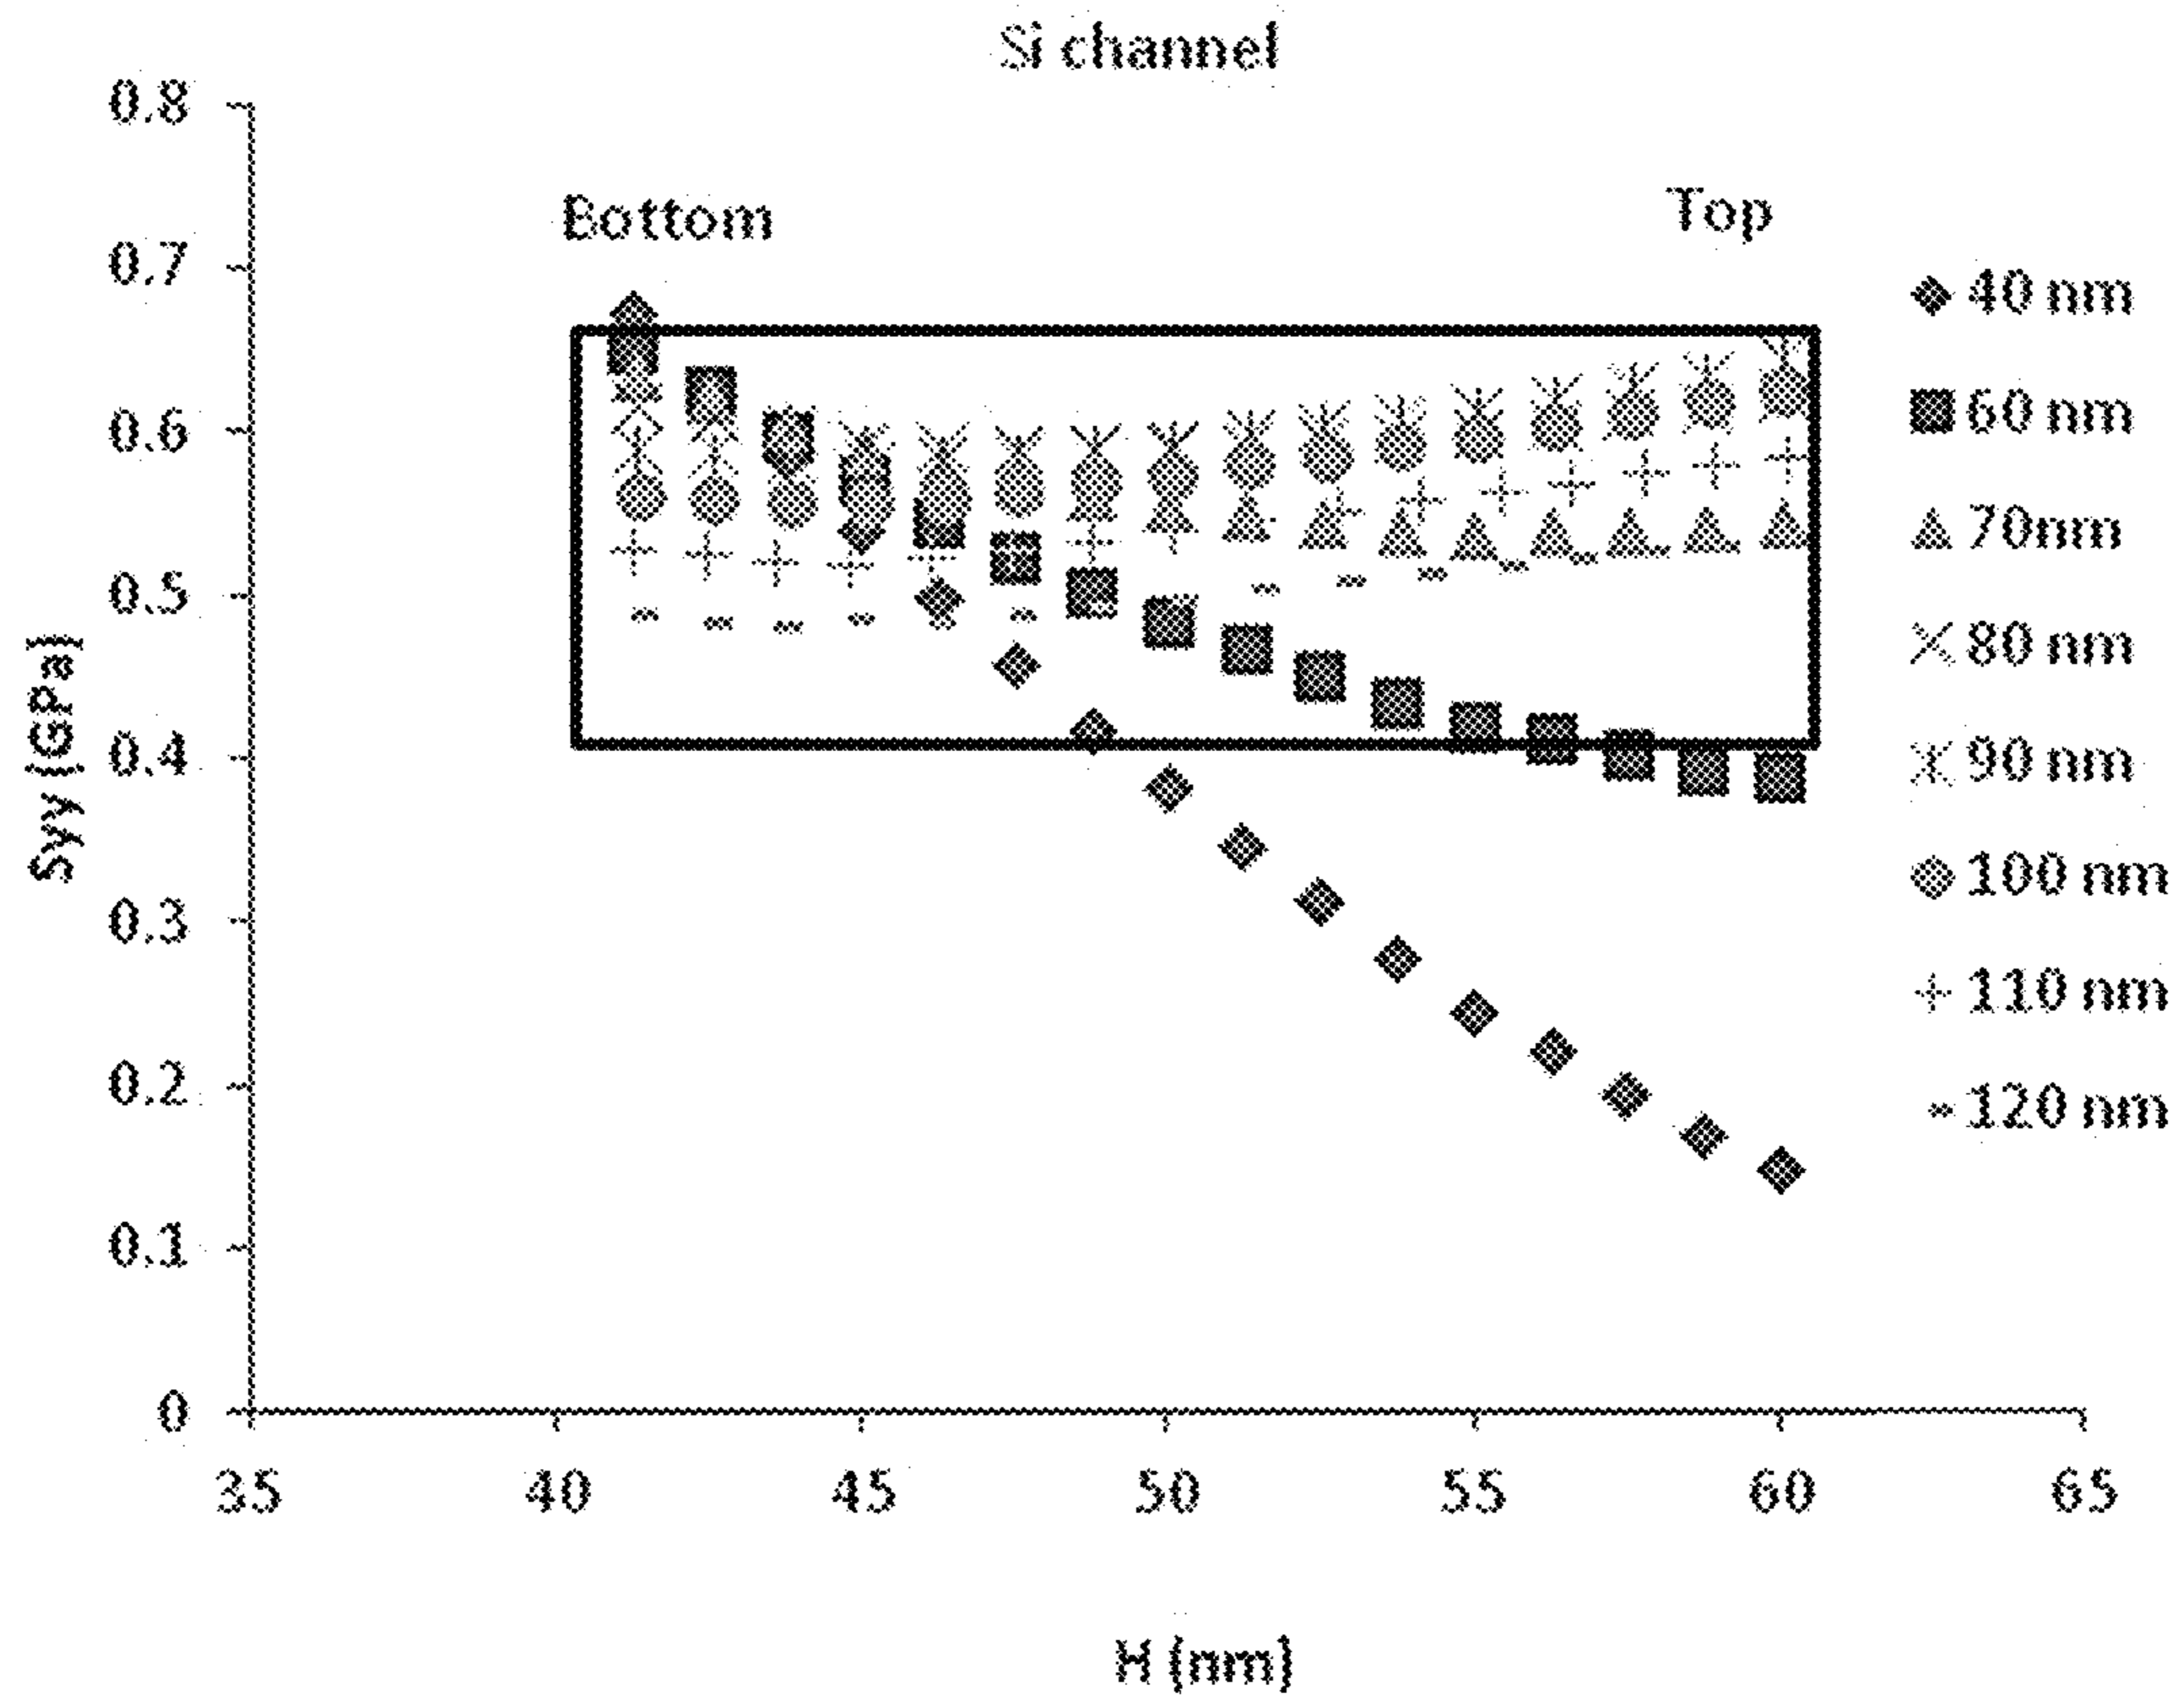 Si channel
0.8
0.7
0.6
0.5
0.4
0.3
0.2
0.1
0
Syy (GPa)
Bottom
Top
40 nm
60 nm
70nm
80 nm
90 nm
100 nm
110 nm
120 nm
35 40 45 50 55 60 65
H (nm)